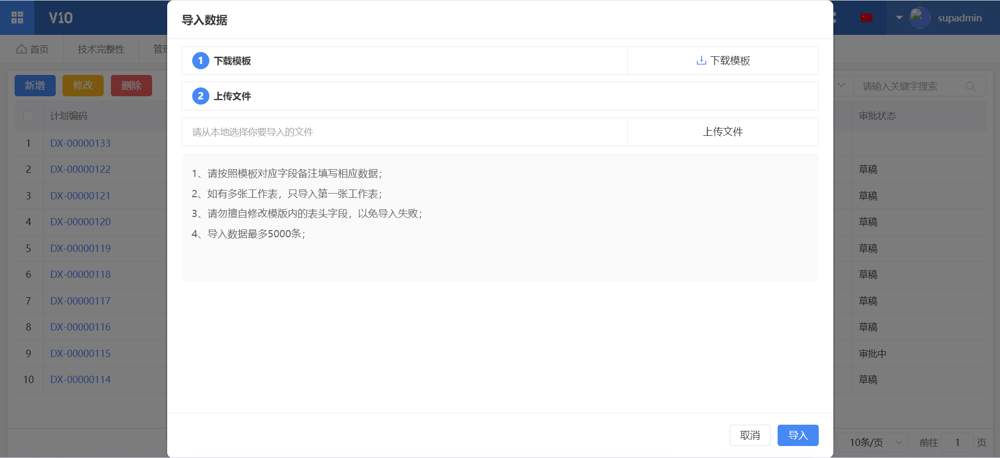 V10
supadmin
首页
技术完整性
导入数据
1 下载模板
下载模板
2 上传文件
请从本地选择你要导入的文件
上传文件
1、请按照模板对应字段备注填写相应数据；
2、如有多张工作表，只导入第一张工作表；
3、请勿擅自修改模版内的表头字段，以免导入失败；
4、导入数据最多5000条；
取消
导入
新增
修改
删除
请输入关键字搜索
计划编码
审批状态
1 DX-00000133
2 DX-00000122 草稿
3 DX-00000121 草稿
4 DX-00000120 草稿
5 DX-00000119 草稿
6 DX-00000118 草稿
7 DX-00000117 草稿
8 DX-00000116 草稿
9 DX-00000115 审批中
10 DX-00000114 草稿
10条/页
前往 1 页